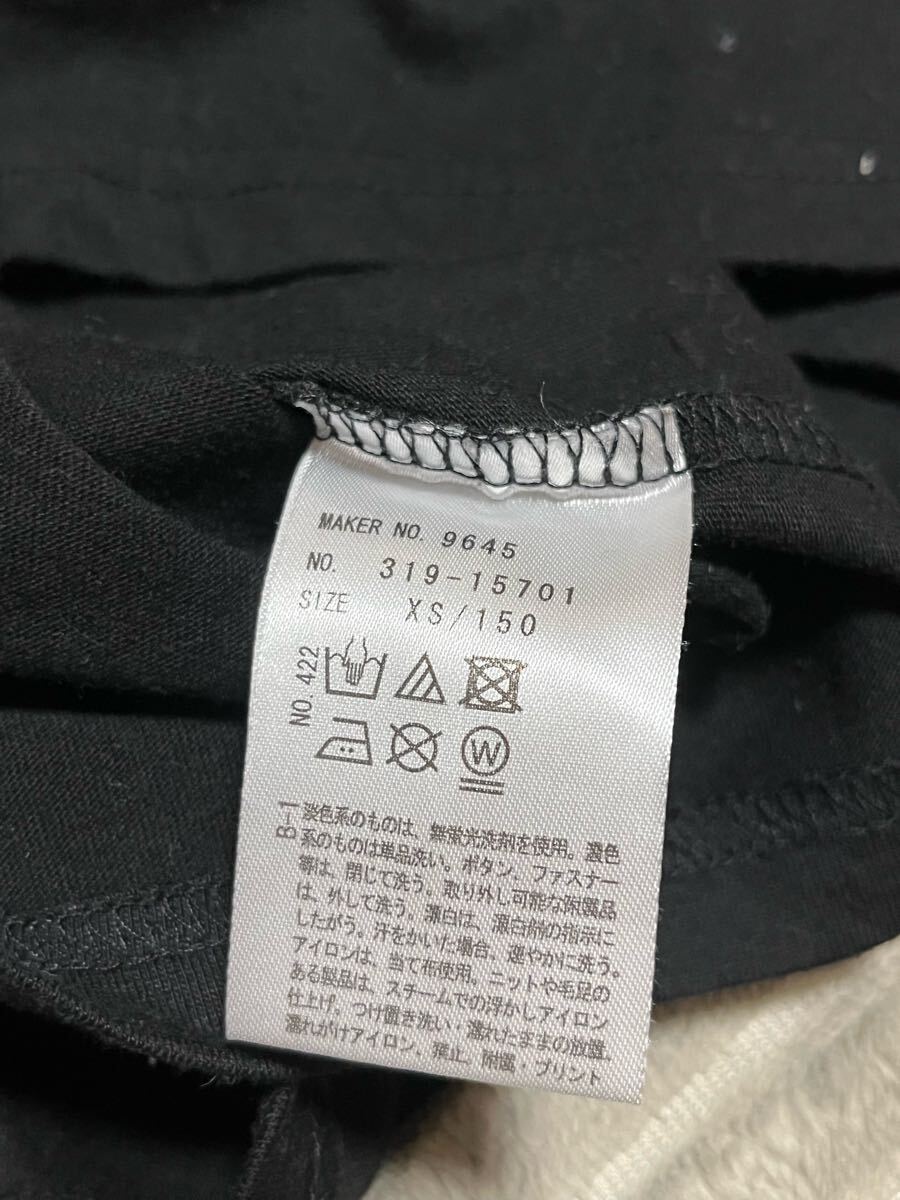 MAKER NO. 9645
NO. 319-15701
SIZE XS/150
NO. 422
W
B-1
淡色系のものは、無蛍光洗剤を使用。濃色
系のものは単品洗い。ボタン、ファスナー
等は、閉じて洗う。取り外し可能な附製品
は、外して洗う。漂白は、漂白剤の指示に
したがう。汗をかいた場合、速やかに洗う。
アイロンは、当て布使用。ニットや毛足の
ある製品は、スチームでの浮かしアイロン
仕上げ。つけ置き洗い・濡れたままの放置、
濡れがけアイロン、禁止。附属・プリント